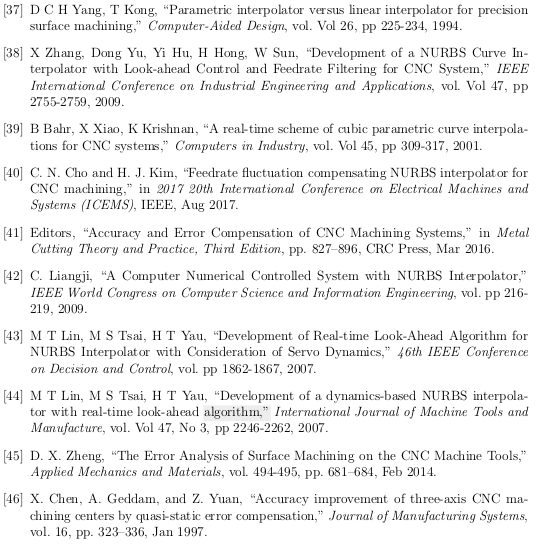 [37] D C H Yang, T Kong, “Parametric interpolator versus linear interpolator for precision
surface machining,” Computer-Aided Design, vol. Vol 26, pp 225-234, 1994.
[38] X Zhang, Dong Yu, Yi Hu, H Hong, W Sun, “Development of a NURBS Curve In-
terpolator with Look-ahead Control and Feedrate Filtering for CNC System,” IEEE
International Conference on Industrial Engineering and Applications, vol. Vol 47, pp
2755-2759, 2009.
[39] B Bahr, X Xiao, K Krishnan, “A real-time scheme of cubic parametric curve interpola-
tions for CNC systems,” Computers in Industry, vol. Vol 45, pp 309-317, 2001.
[40] C. N. Cho and H. J. Kim, “Feedrate fluctuation compensating NURBS interpolator for
CNC machining,” in 2017 20th International Conference on Electrical Machines and
Systems (ICEMS), IEEE, Aug 2017.
[41] Editors, “Accuracy and Error Compensation of CNC Machining Systems,” in Metal
Cutting Theory and Practice, Third Edition, pp. 827–896, CRC Press, Mar 2016.
[42] C. Liangji, “A Computer Numerical Controlled System with NURBS Interpolator,”
IEEE World Congress on Computer Science and Information Engineering, vol. pp 216-
219, 2009.
[43] M T Lin, M S Tsai, H T Yau, “Development of Real-time Look-Ahead Algorithm for
NURBS Interpolator with Consideration of Servo Dynamics,” 46th IEEE Conference
on Decision and Control, vol. pp 1862-1867, 2007.
[44] M T Lin, M S Tsai, H T Yau, “Development of a dynamics-based NURBS interpola-
tor with real-time look-ahead algorithm,” International Journal of Machine Tools and
Manufacture, vol. Vol 47, No 3, pp 2246-2262, 2007.
[45] D. X. Zheng, “The Error Analysis of Surface Machining on the CNC Machine Tools,”
Applied Mechanics and Materials, vol. 494-495, pp. 681–684, Feb 2014.
[46] X. Chen, A. Geddam, and Z. Yuan, “Accuracy improvement of three-axis CNC ma-
chining centers by quasi-static error compensation,” Journal of Manufacturing Systems,
vol. 16, pp. 323–336, Jan 1997.